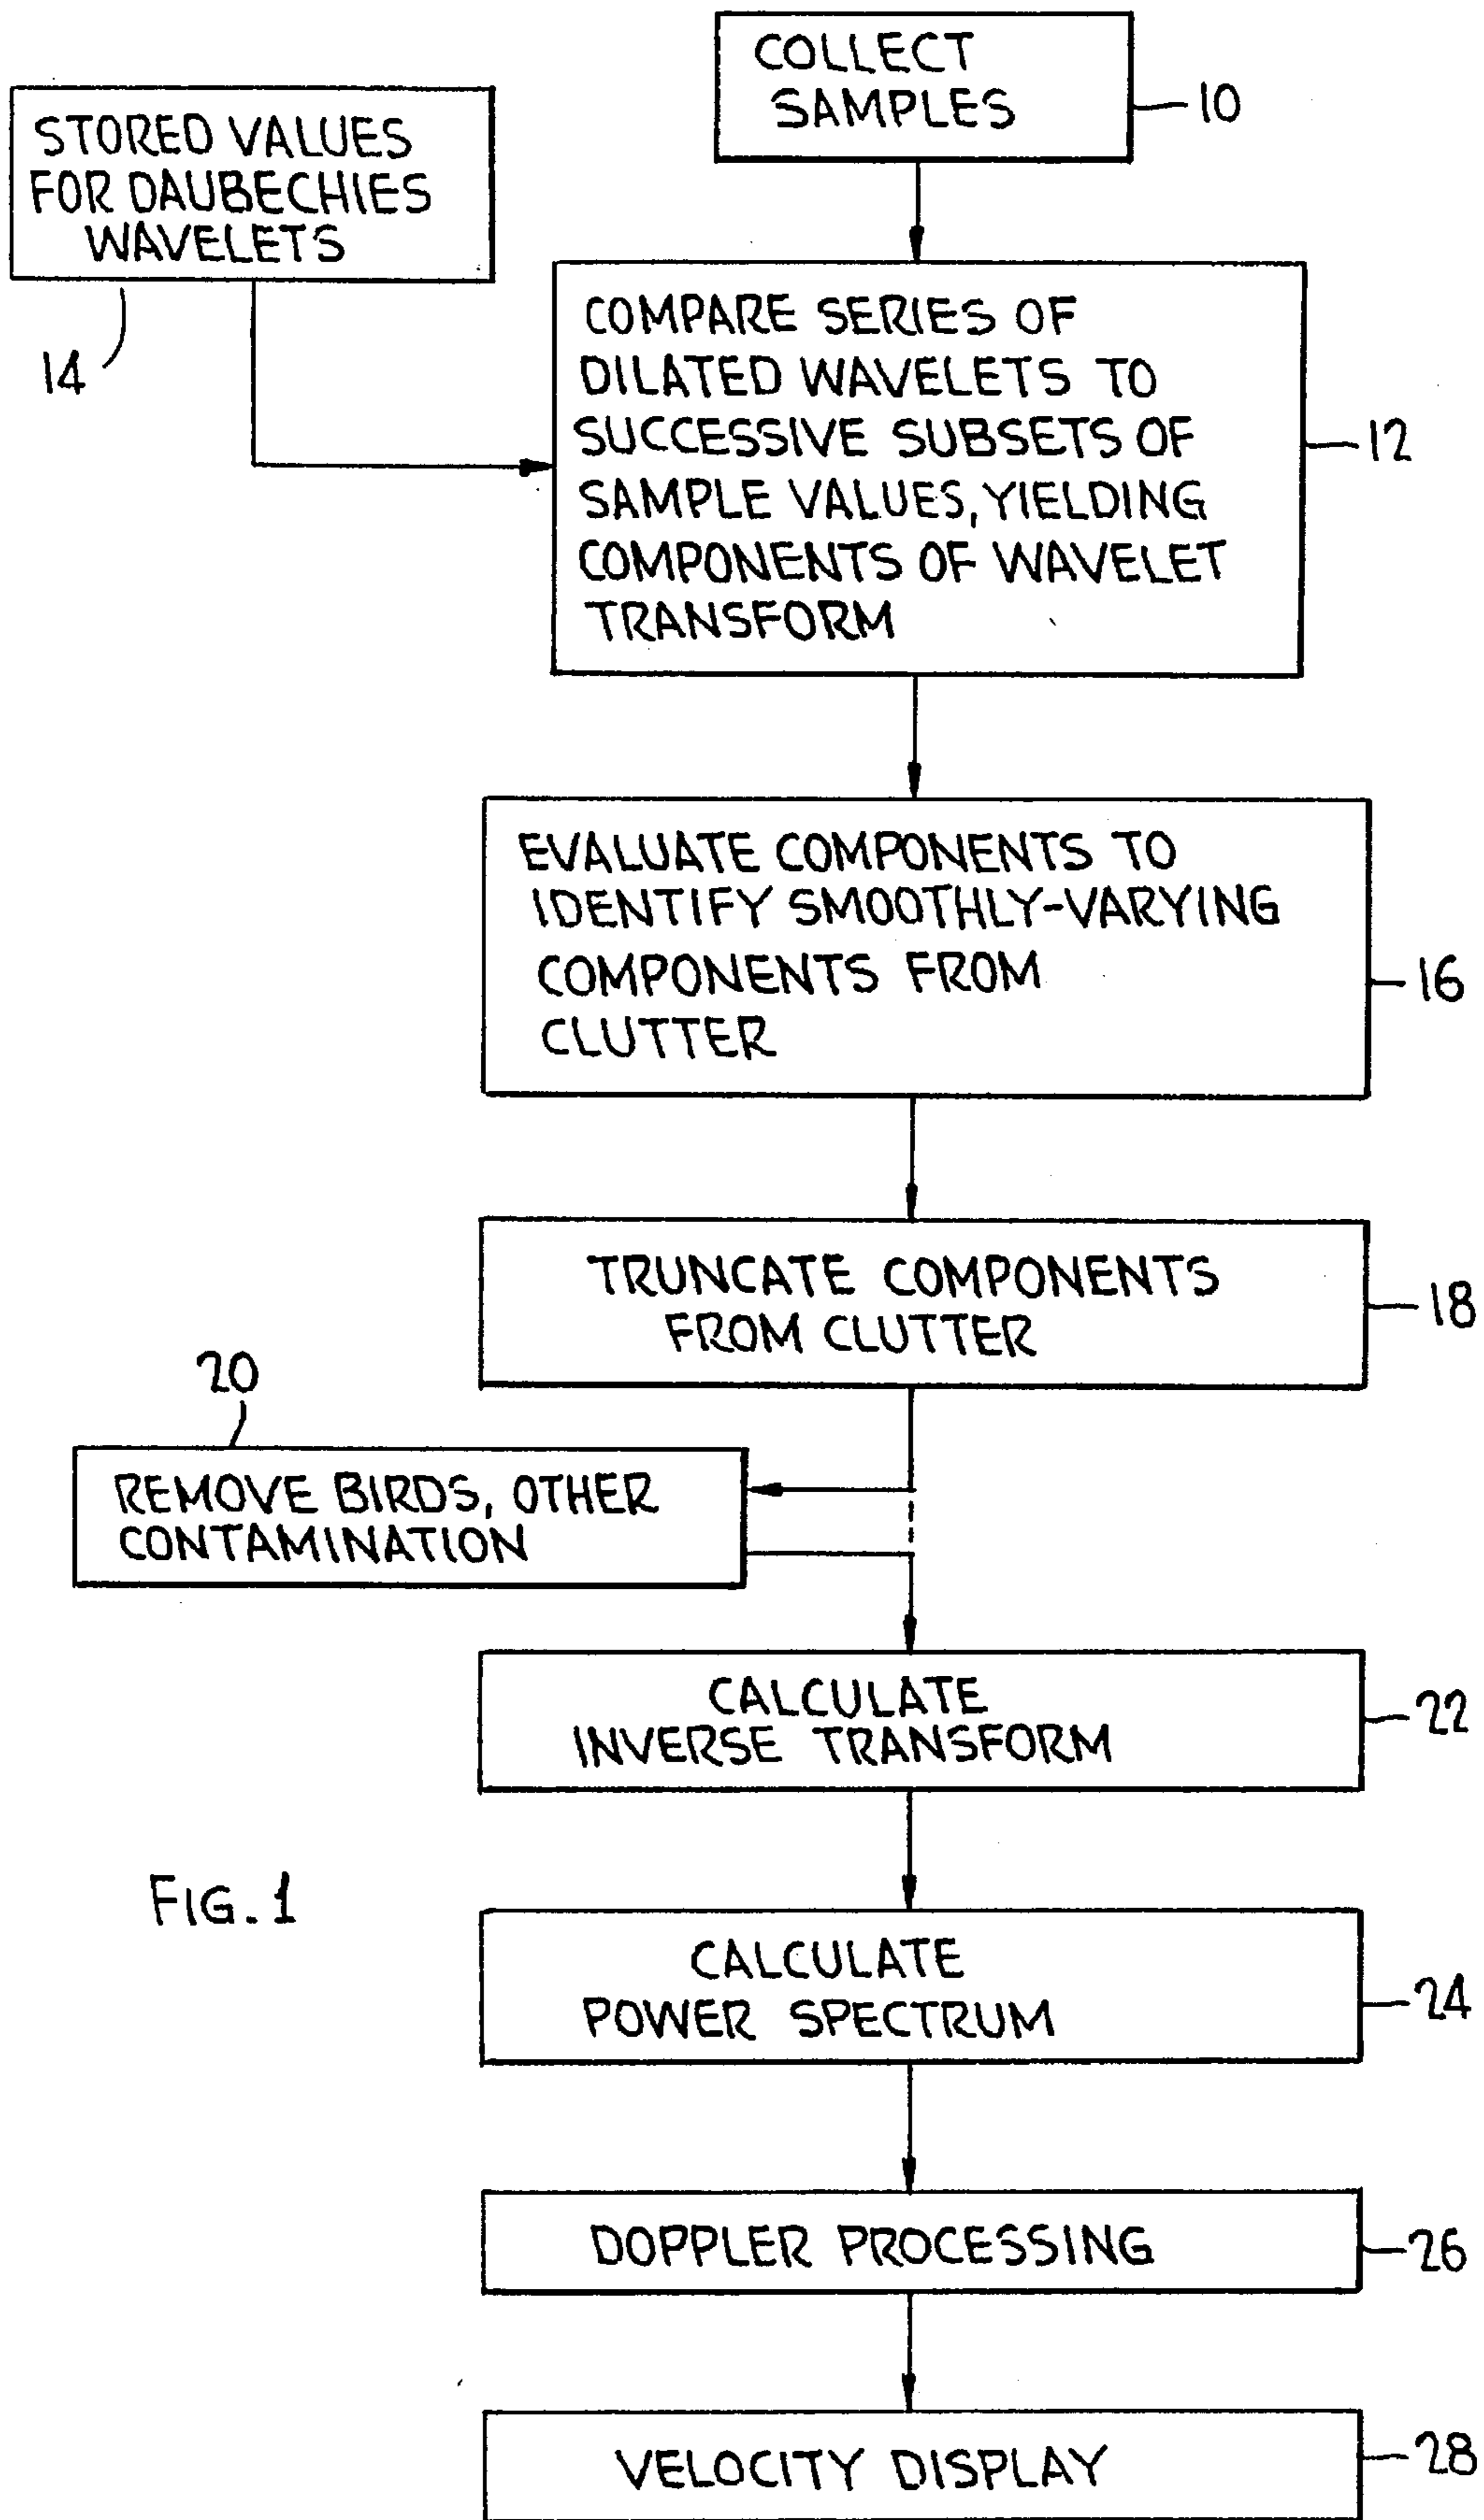 COLLECT
SAMPLES
10
STORED VALUES
FOR DAUBECHIES
WAVELETS
14
COMPARE SERIES OF
DILATED WAVELETS TO
SUCCESSIVE SUBSETS OF
SAMPLE VALUES, YIELDING
COMPONENTS OF WAVELET
TRANSFORM
12
EVALUATE COMPONENTS TO
IDENTIFY SMOOTHLY-VARYING
COMPONENTS FROM
CLUTTER
16
TRUNCATE COMPONENTS
FROM CLUTTER
18
20
REMOVE BIRDS, OTHER
CONTAMINATION
CALCULATE
INVERSE TRANSFORM
22
FIG. 1
CALCULATE
POWER SPECTRUM
24
DOPPLER PROCESSING
26
VELOCITY DISPLAY
28